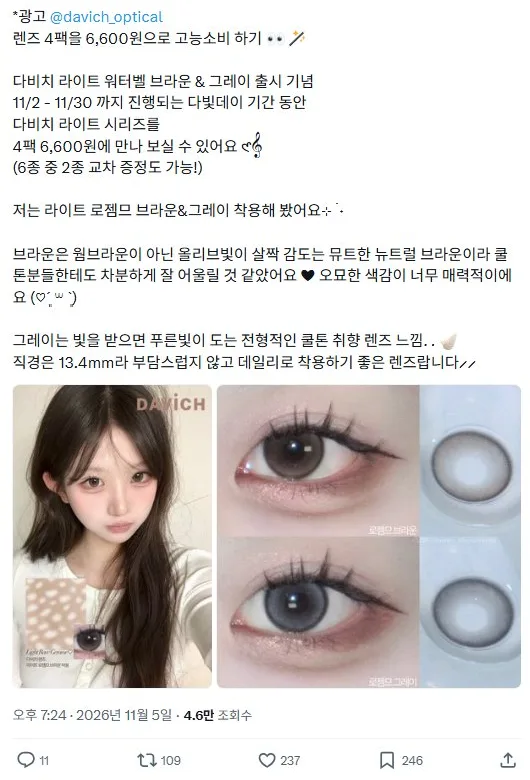 *광고 @davich_optical
렌즈 4팩을 6,600원으로 고능소비 하기 👀 🪄
다비치 라이트 워터벨 브라운 & 그레이 출시 기념
11/2 - 11/30 까지 진행되는 다빛데이 기간 동안
다비치 라이트 시리즈를
4팩 6,600원에 만나 보실 수 있어요
(6종 중 2종 교차 증정도 가능!)
저는 라이트 로젬므 브라운&그레이 착용해 봤어요
브라운은 웜브라운이 아닌 올리브빛이 살짝 감도는 뮤트한 뉴트럴 브라운이라 쿨
톤분들한테도 차분하게 잘 어울릴 것 같았어요 ♥ 오묘한 색감이 너무 매력적이에
요
그레이는 빛을 받으면 푸른빛이 도는 전형적인 쿨톤 취향 렌즈 느낌. .
직경은 13.4mm라 부담스럽지 않고 데일리로 착용하기 좋은 렌즈랍니다
DAVICH
로젬므 브라운
로젬므 그레이
오후 7:24 · 2026년 11월 5일 · 4.6만 조회수
11 109 237 246